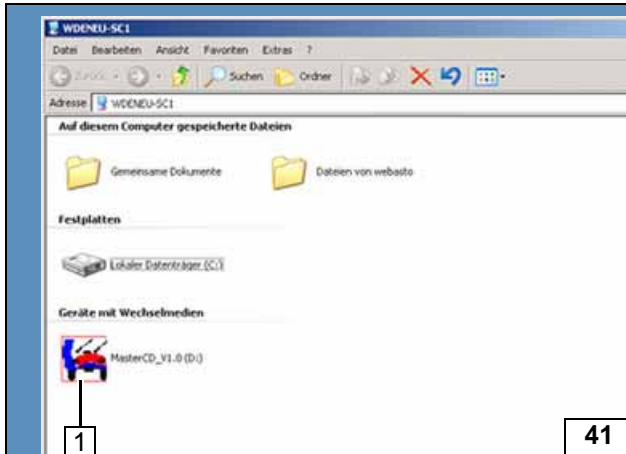 WDENEU-SC1
Datei Bearbeiten Ansicht Favoriten Extras ?
Zurück Suchen Ordner
Adresse WDENEU-SC1
Auf diesem Computer gespeicherte Dateien
Gemeinsame Dokumente Dateien von webasto
Festplatten
Lokaler Datenträger (C:)
Geräte mit Wechselmedien
MasterCD_V1.0 (D:)
1
41